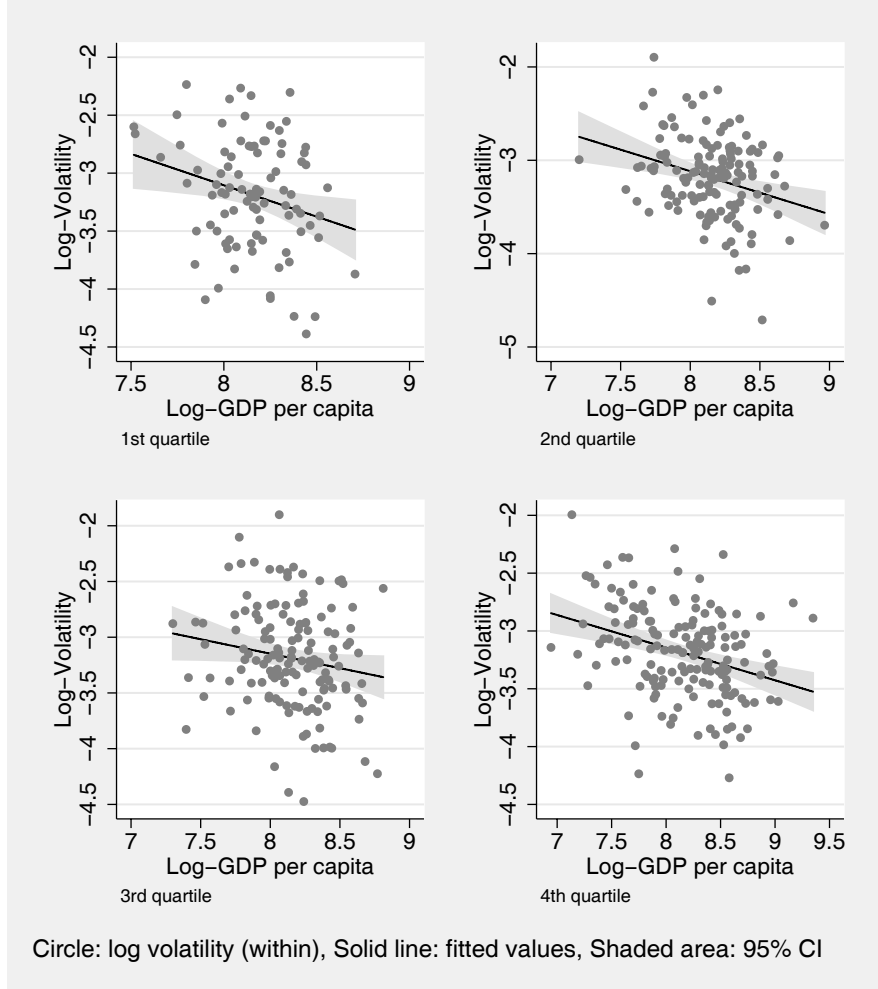 -2
-2.5
-3
-3.5
-4
-4.5
Log-Volatility
7.5 8 8.5 9
Log-GDP per capita
1st quartile
-2
-3
-4
-5
Log-Volatility
7 7.5 8 8.5 9
Log-GDP per capita
2nd quartile
-2
-2.5
-3
-3.5
-4
-4.5
Log-Volatility
7 7.5 8 8.5 9
Log-GDP per capita
3rd quartile
-2
-2.5
-3
-3.5
-4
-4.5
Log-Volatility
7 7.5 8 8.5 9 9.5
Log-GDP per capita
4th quartile
Circle: log volatility (within), Solid line: fitted values, Shaded area: 95% CI